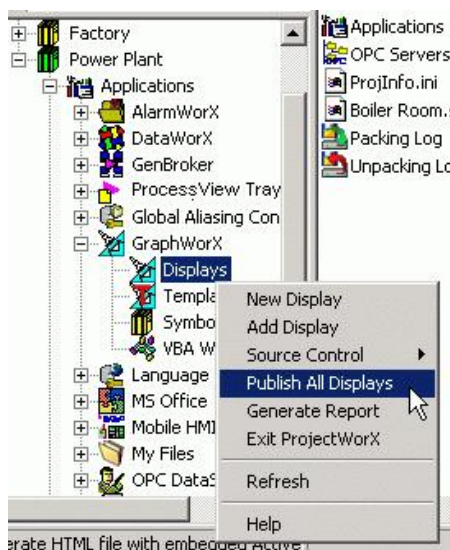 Factory
Power Plant
Applications
AlarmWorX
DataWorX
GenBroker
ProcessView Tray
Global Aliasing Con
GraphWorX
Displays
Templa
Symbo
VBA W
Language
MS Office
Mobile HMI
My Files
OPC DataS
Applications
OPC Servers
ProjInfo.ini
Boiler Room.
Packing Log
Unpacking Lo
New Display
Add Display
Source Control
Publish All Displays
Generate Report
Exit ProjectWorX
Refresh
Help
erate HTML file with embedded Active